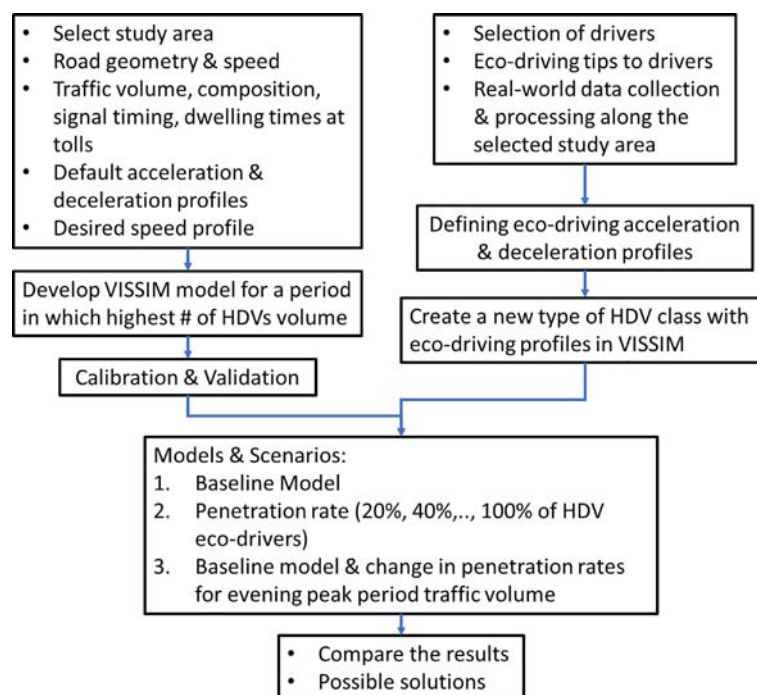 • Select study area
• Road geometry & speed
• Traffic volume, composition,
signal timing, dwelling times at
tolls
• Default acceleration &
deceleration profiles
• Desired speed profile
Develop VISSIM model for a period
in which highest # of HDVs volume
Calibration & Validation
• Selection of drivers
• Eco-driving tips to drivers
• Real-world data collection
& processing along the
selected study area
Defining eco-driving acceleration
& deceleration profiles
Create a new type of HDV class with
eco-driving profiles in VISSIM
Models & Scenarios:
1. Baseline Model
2. Penetration rate (20%, 40%,.., 100% of HDV
eco-drivers)
3. Baseline model & change in penetration rates
for evening peak period traffic volume
• Compare the results
• Possible solutions